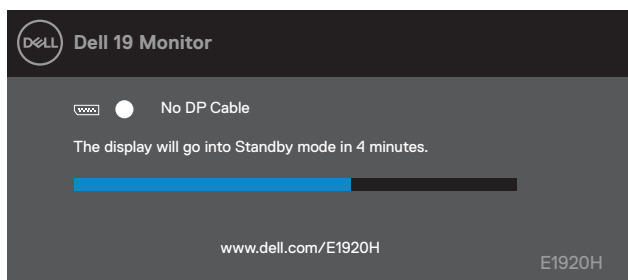 DELL Dell 19 Monitor
No DP Cable
The display will go into Standby mode in 4 minutes.
www.dell.com/E1920H
E1920H